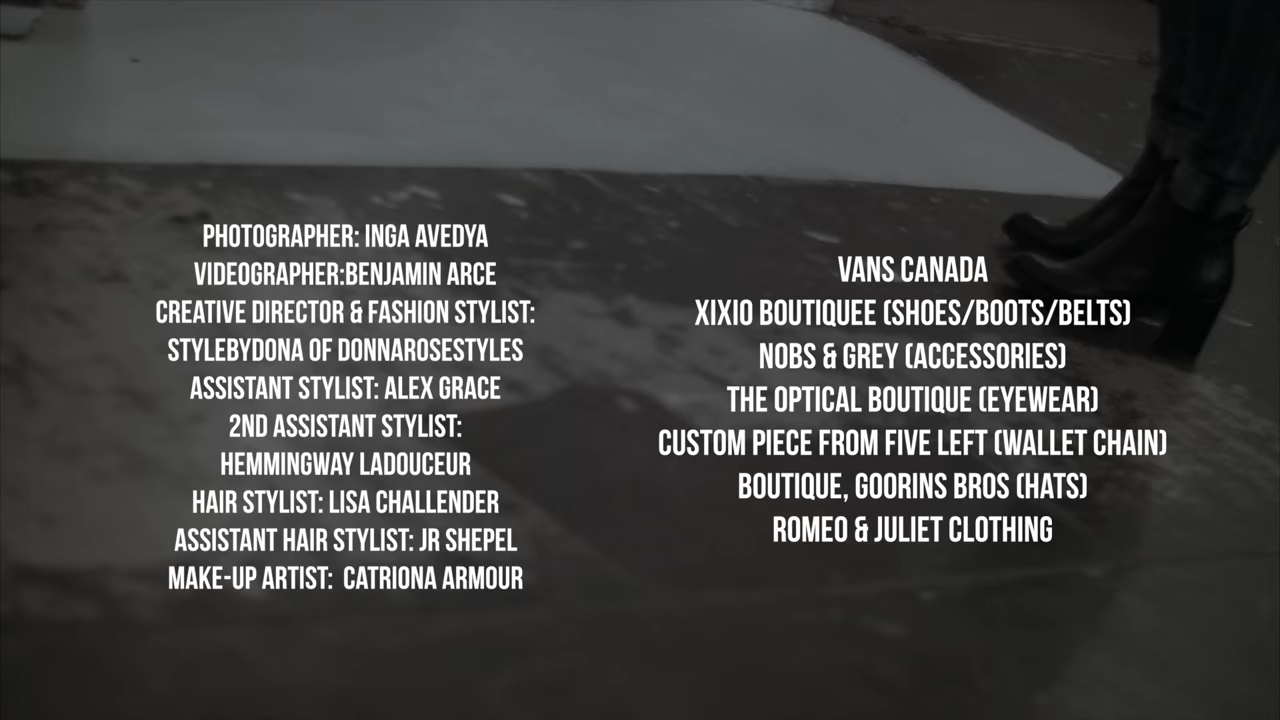 PHOTOGRAPHER: INGA AVEDYA
VIDEOGRAPHER:BENJAMIN ARCE
CREATIVE DIRECTOR & FASHION STYLIST:
STYLEBYDONA OF DONNAROSESTYLES
ASSISTANT STYLIST: ALEX GRACE
2ND ASSISTANT STYLIST:
HEMMINGWAY LADOUCEUR
HAIR STYLIST: LISA CHALLENDER
ASSISTANT HAIR STYLIST: JR SHEPEL
MAKE-UP ARTIST: CATRIONA ARMOUR
VANS CANADA
XIXIO BOUTIQUEE (SHOES/BOOTS/BELTS)
NOBS & GREY (ACCESSORIES)
THE OPTICAL BOUTIQUE (EYEWEAR)
CUSTOM PIECE FROM FIVE LEFT (WALLET CHAIN)
BOUTIQUE, GOORINS BROS (HATS)
ROMEO & JULIET CLOTHING